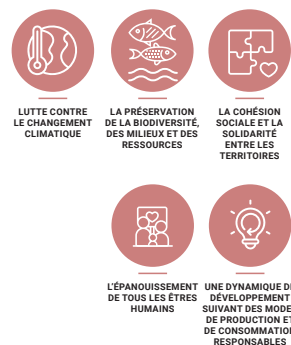 LUTTE CONTRE
LE CHANGEMENT
CLIMATIQUE
LA PRÉSERVATION
DE LA BIODIVERSITÉ,
DES MILIEUX ET DES
RESSOURCES
LA COHÉSION
SOCIALE ET LA
SOLIDARITÉ
ENTRE LES
TERRITOIRES
L'ÉPANOUISSEMENT
DE TOUS LES ÊTRES
HUMAINS
UNE DYNAMIQUE DE
DÉVELOPPEMENT
SUIVANT DES MODES
DE PRODUCTION ET
DE CONSOMMATION
RESPONSABLES